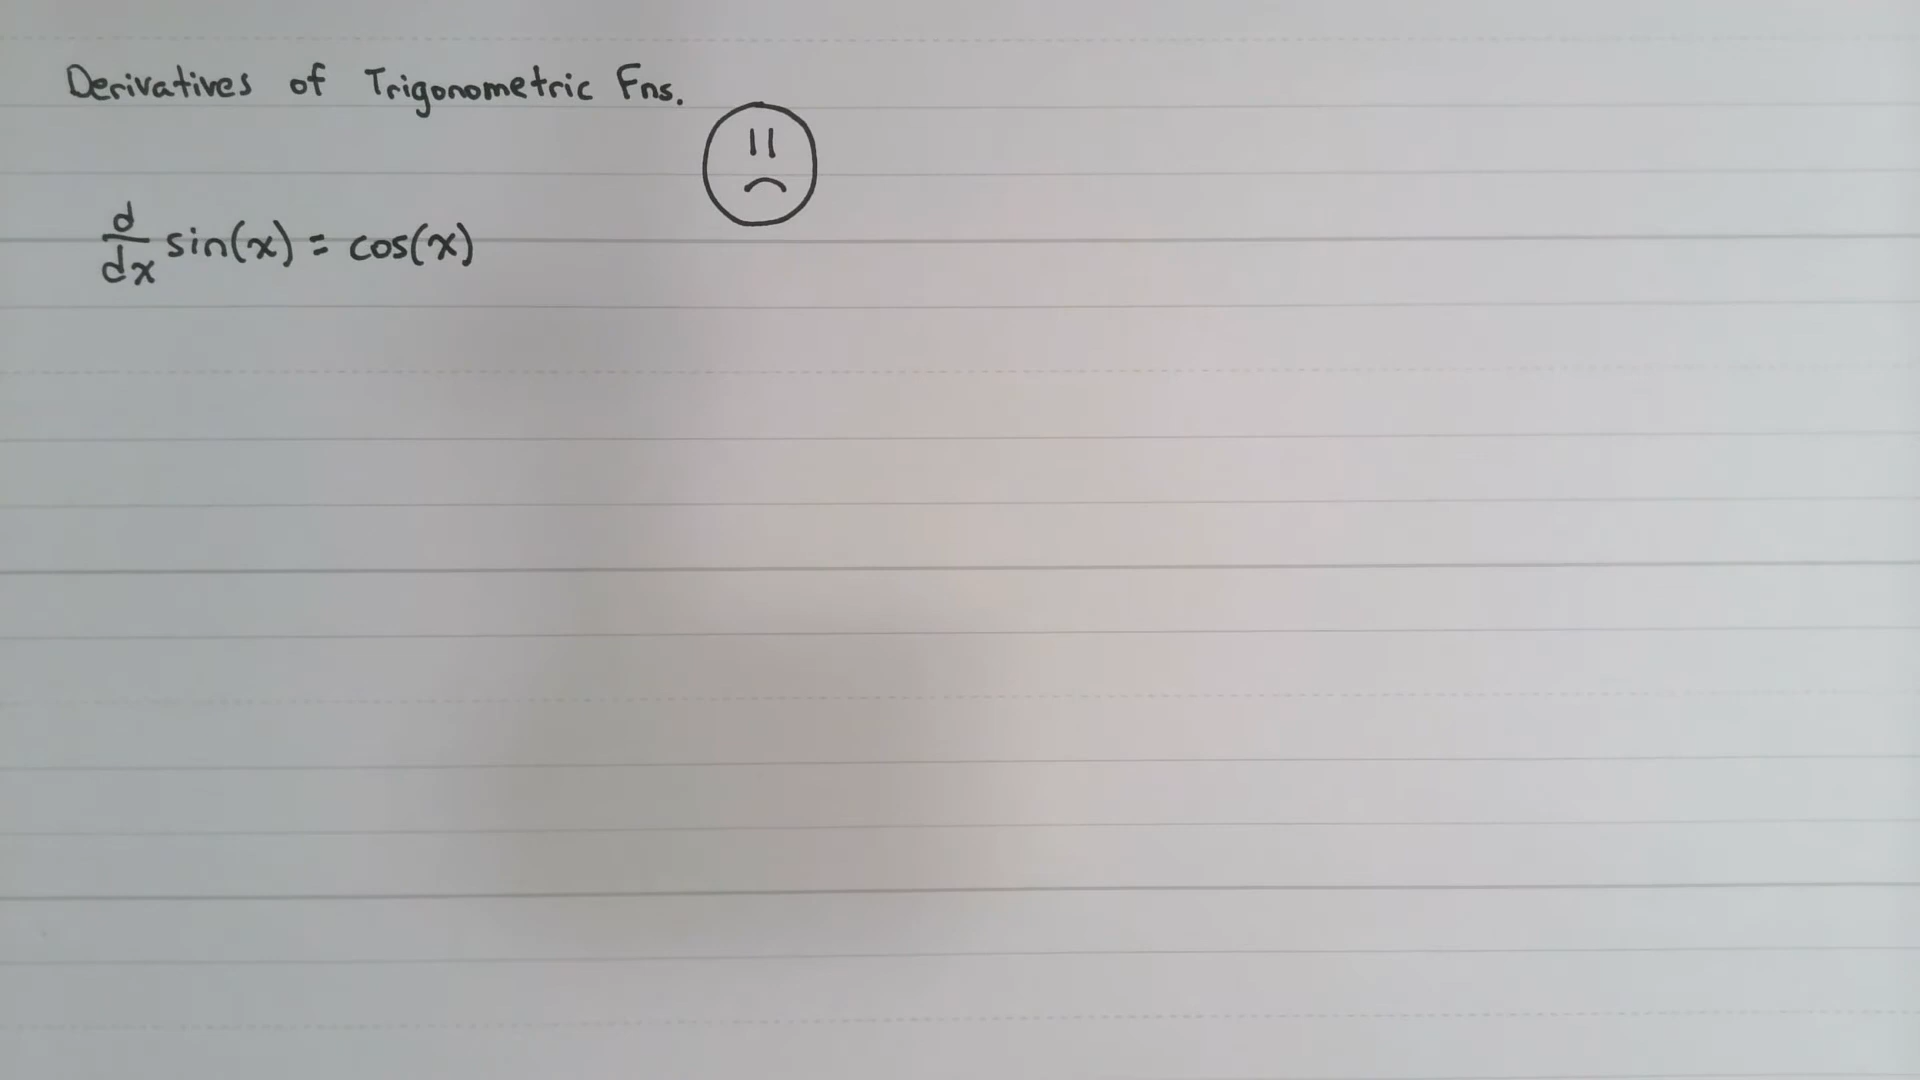 Derivatives of Trigonometric Fns.
d/dx sin(x) = cos(x)